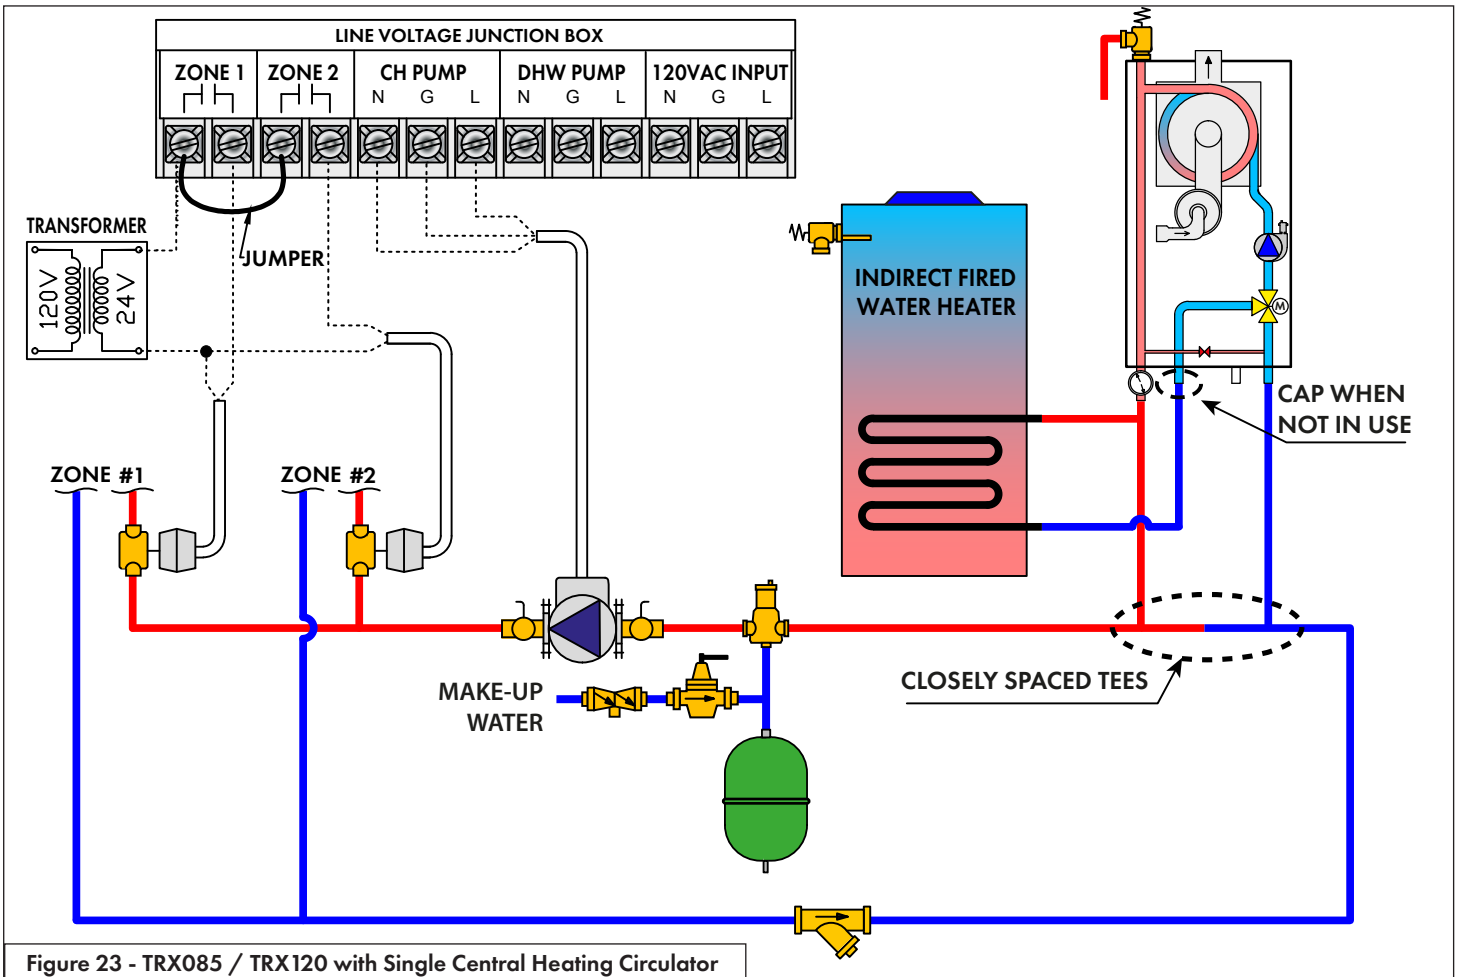 LINE VOLTAGE JUNCTION BOX
ZONE 1 ZONE 2 CH PUMP DHW PUMP 120VAC INPUT
N G L N G L N G L
TRANSFORMER
120V 24V
JUMPER
INDIRECT FIRED
WATER HEATER
M
CAP WHEN
NOT IN USE
ZONE #1
ZONE #2
CLOSELY SPACED TEES
MAKE-UP
WATER
Figure 23 - TRX085 / TRX120 with Single Central Heating Circulator